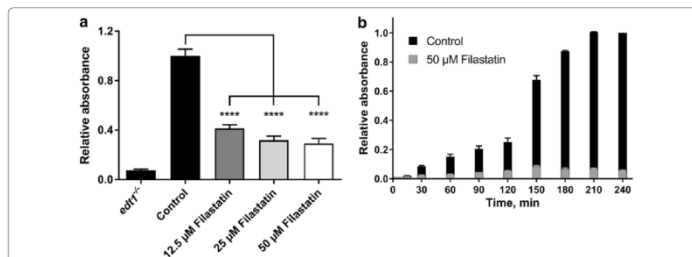 a
Relative absorbance
1.2
0.8
0.4
0.0
**** **** ****
edt1-/-
Control
12.5 µM Filastatin
25 µM Filastatin
50 µM Filastatin
b
Relative absorbance
1.0
0.8
0.6
0.4
0.2
0.0
Control
50 µM Filastatin
0 30 60 90 120 150 180 210 240
Time, min